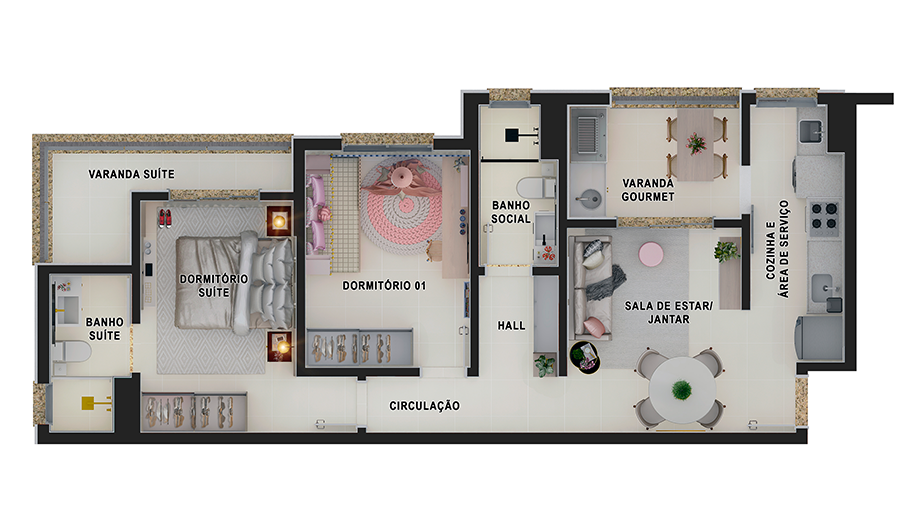 VARANDA SUÍTE
DORMITÓRIO
SUÍTE
BANHO
SUÍTE
DORMITÓRIO 01
BANHO
SOCIAL
HALL
CIRCULAÇÃO
VARANDA
GOURMET
SALA DE ESTAR/
JANTAR
COZINHA E
ÁREA DE SERVIÇO